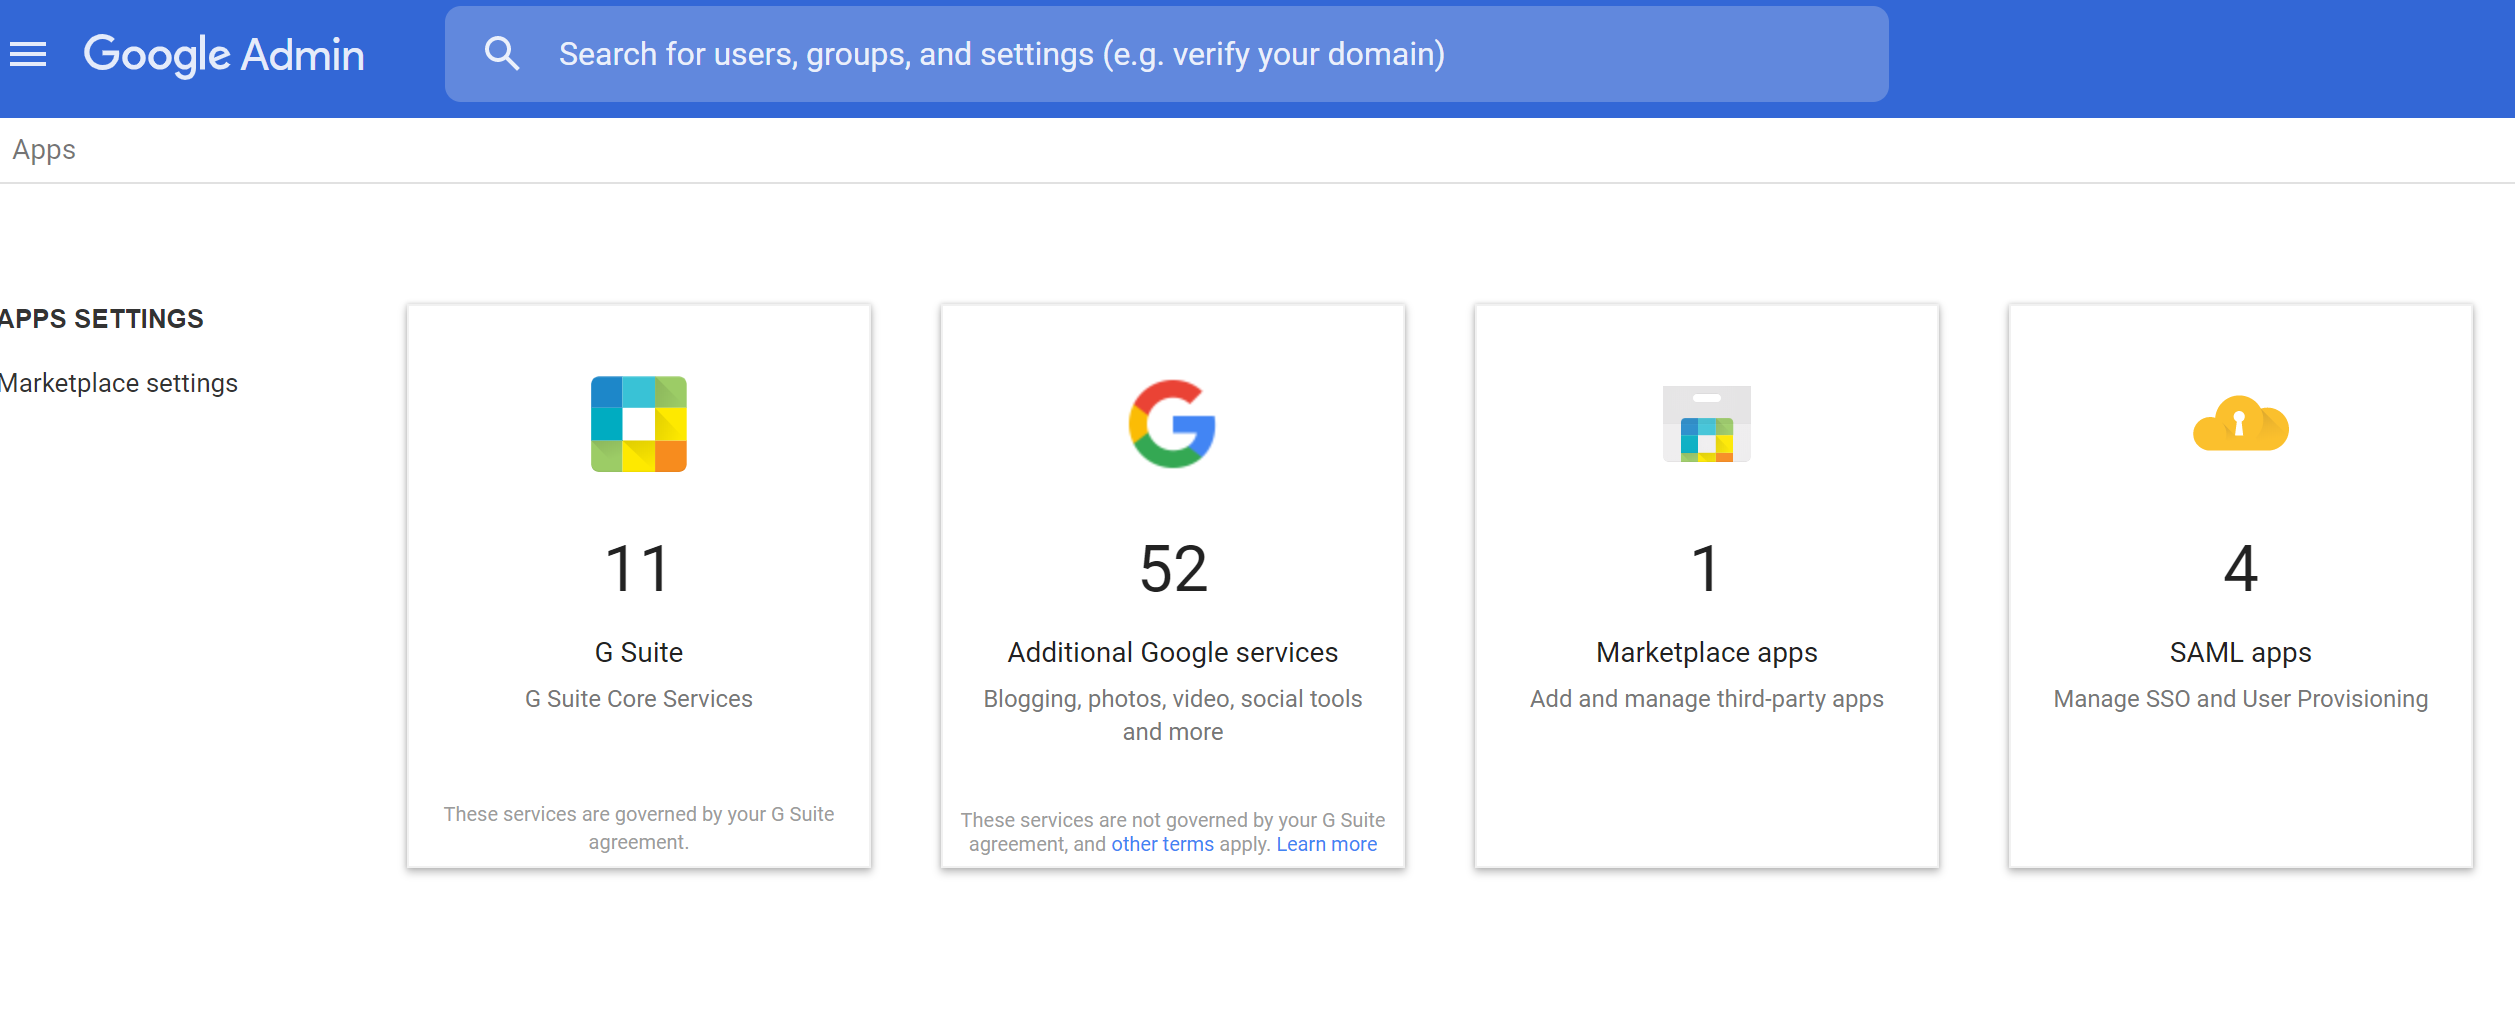 Google Admin
Search for users, groups, and settings (e.g. verify your domain)
Apps
APPS SETTINGS
Marketplace settings
11
G Suite
G Suite Core Services
These services are governed by your G Suite
agreement.
52
Additional Google services
Blogging, photos, video, social tools
and more
These services are not governed by your G Suite
agreement, and other terms apply. Learn more
1
Marketplace apps
Add and manage third-party apps
4
SAML apps
Manage SSO and User Provisioning